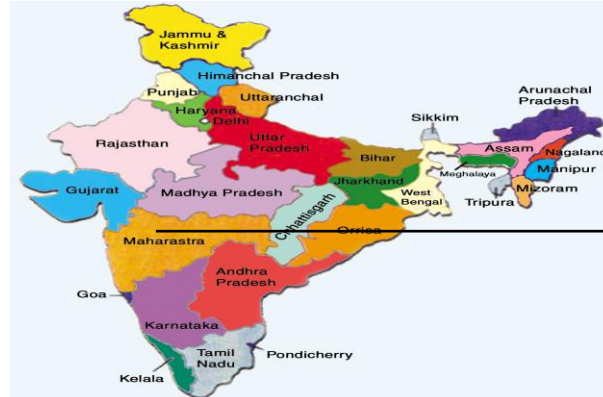 Jammu &
Kashmir
Himanchal Pradesh
Punjab
Uttaranchal
Haryana
Delhi
Arunachal
Pradesh
Sikkim
Rajasthan
Uttar
Pradesh
Bihar
Assam
Nagaland
Meghalaya
Manipur
Gujarat
Madhya Pradesh
Jharkhand
West
Bengal
Tripura
Mizoram
Chhattisgarh
Maharastra
Orrisa
Andhra
Pradesh
Goa
Karnataka
Tamil
Nadu
Pondicherry
Kelala